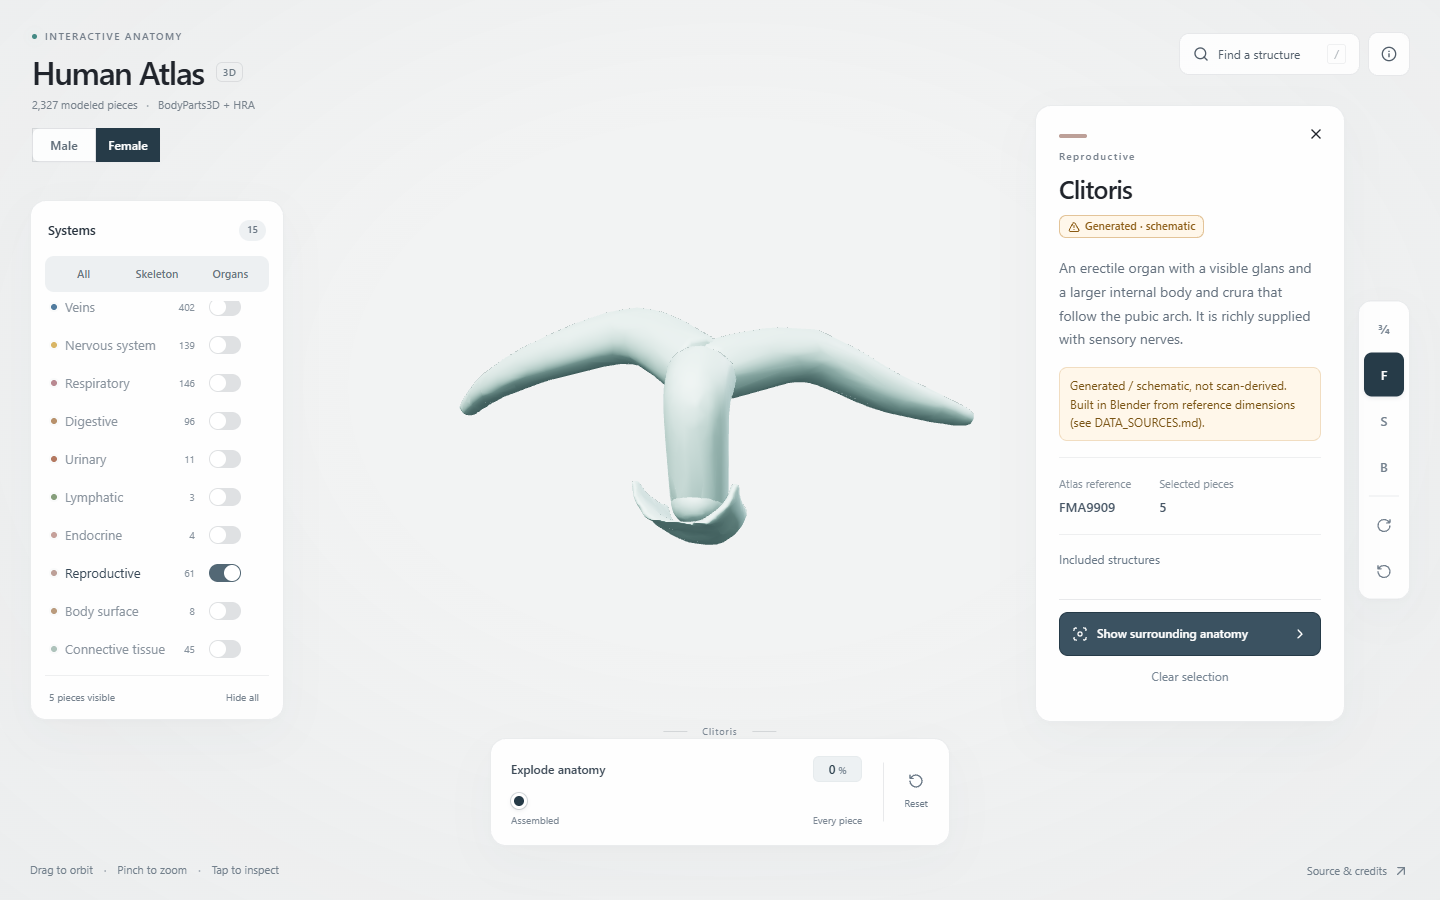 INTERACTIVE ANATOMY
Human Atlas 3D
2,327 modeled pieces · BodyParts3D + HRA
Male Female
Systems 15
All Skeleton Organs
Veins 402
Nervous system 139
Respiratory 146
Digestive 96
Urinary 11
Lymphatic 3
Endocrine 4
Reproductive 61
Body surface 8
Connective tissue 45
5 pieces visible Hide all
Find a structure /
Reproductive
Clitoris
Generated · schematic
An erectile organ with a visible glans and
a larger internal body and crura that
follow the pubic arch. It is richly supplied
with sensory nerves.
Generated / schematic, not scan-derived.
Built in Blender from reference dimensions
(see DATA_SOURCES.md).
Atlas reference Selected pieces
FMA9909 5
Included structures
Show surrounding anatomy
Clear selection
¾
F
S
B
Clitoris
Explode anatomy 0 %
Assembled Every piece
Reset
Drag to orbit · Pinch to zoom · Tap to inspect
Source & credits